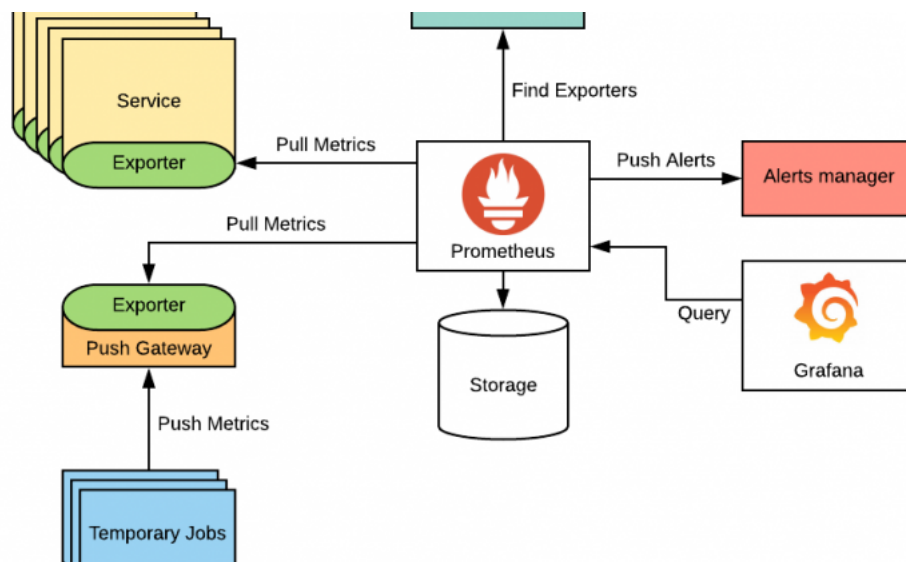 Service
Exporter
Pull Metrics
Find Exporters
Push Alerts
Alerts manager
Prometheus
Pull Metrics
Exporter
Push Gateway
Query
Grafana
Storage
Push Metrics
Temporary Jobs